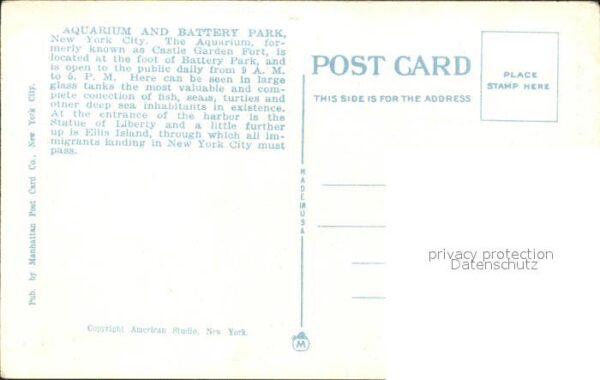 AQUARIUM AND BATTERY PARK,
New York City. The Aquarium, for-
merly known as Castle Garden Fort, is
located at the foot of Battery Park, and
is open to the public daily from 9 A. M.
to 5. P. M. Here can be seen in large
glass tanks the most valuable and com-
plete collection of fish, seals, turtles and
other deep sea inhabitants in existence.
At the entrance of the harbor is the
Statue of Liberty and a little further
up is Ellis Island, through which all im-
migrants landing in New York City must
pass.
Pub. by Manhattan Post Card Co., New York City.
Copyright American Studio, New York.
MADE IN USA
M
POST CARD
THIS SIDE IS FOR THE ADDRESS
PLACE
STAMP HERE
privacy protection
Datenschutz